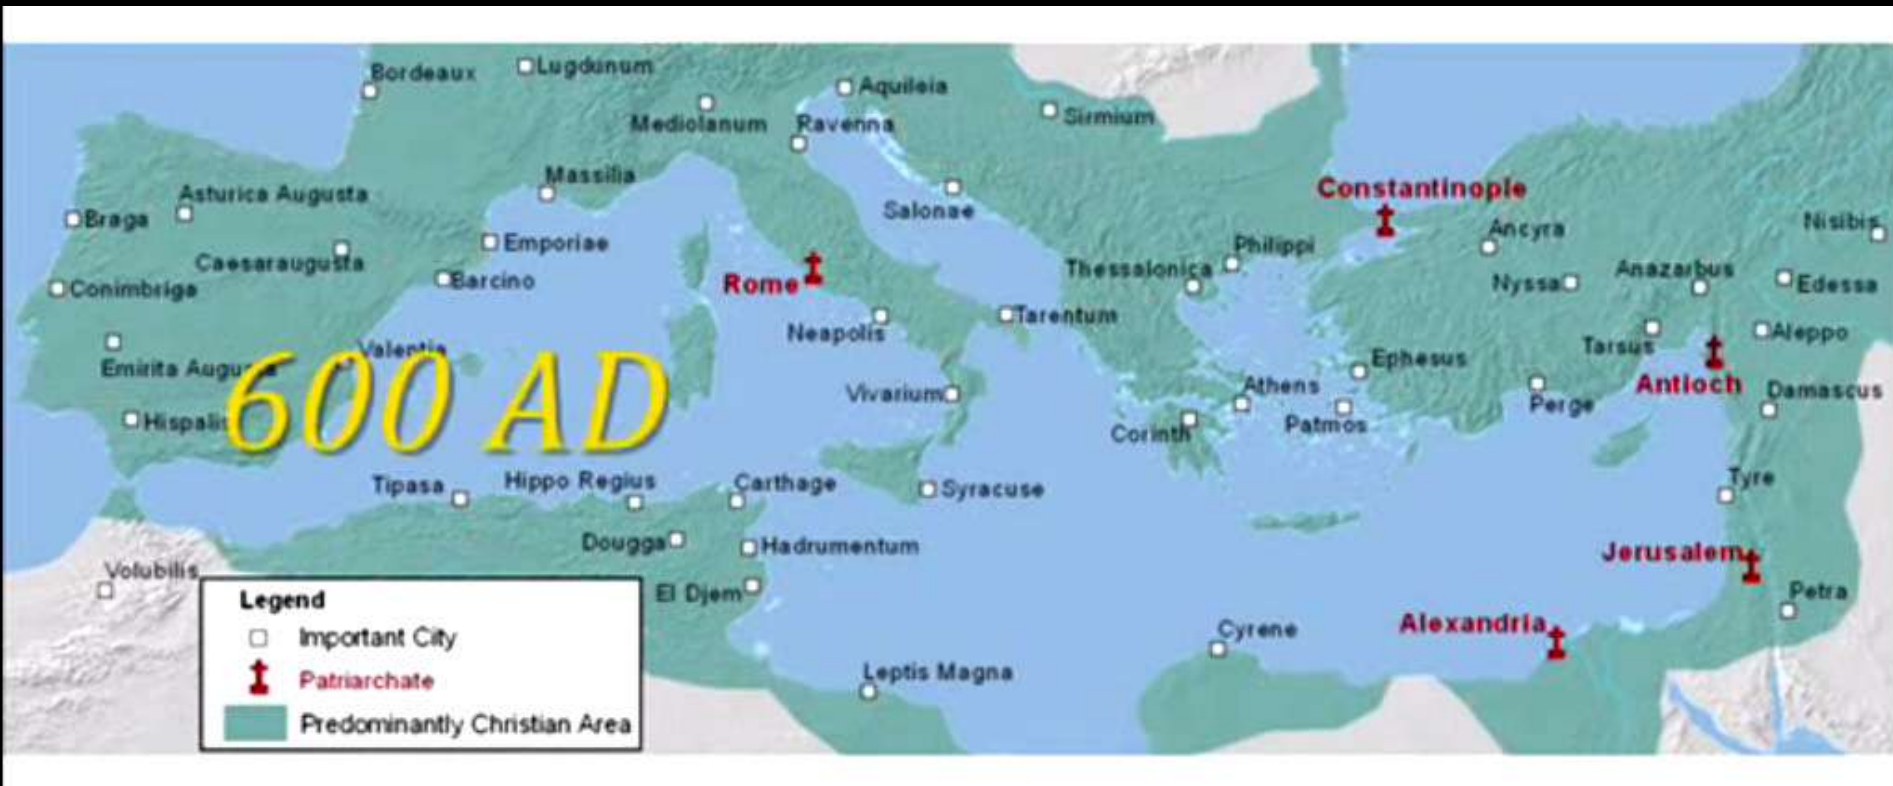 Bordeaux
Lugdunum
Aquileia
Mediolanum
Ravenna
Sirmium
Massilia
Asturica Augusta
Braga
Salonae
Constantinople
Ancyra
Nisibis
Emporiae
Caesaraugusta
Philippi
Thessalonica
Conimbriga
Barcino
Rome
Nyssa
Anazarbus
Edessa
Neapolis
Tarentum
Tarsus
Aleppo
Valentia
Emirita Augu
600 AD
Ephesus
Athens
Antioch
Damascus
Vivarium
Perge
Patmos
Corinth
Hispalis
Tipasa
Hippo Regius
Carthage
Syracuse
Tyre
Dougga
Hadrumentum
Jerusalem
Volubilis
El Djem
Petra
Cyrene
Alexandria
Leptis Magna
Legend
Important City
Patriarchate
Predominantly Christian Area